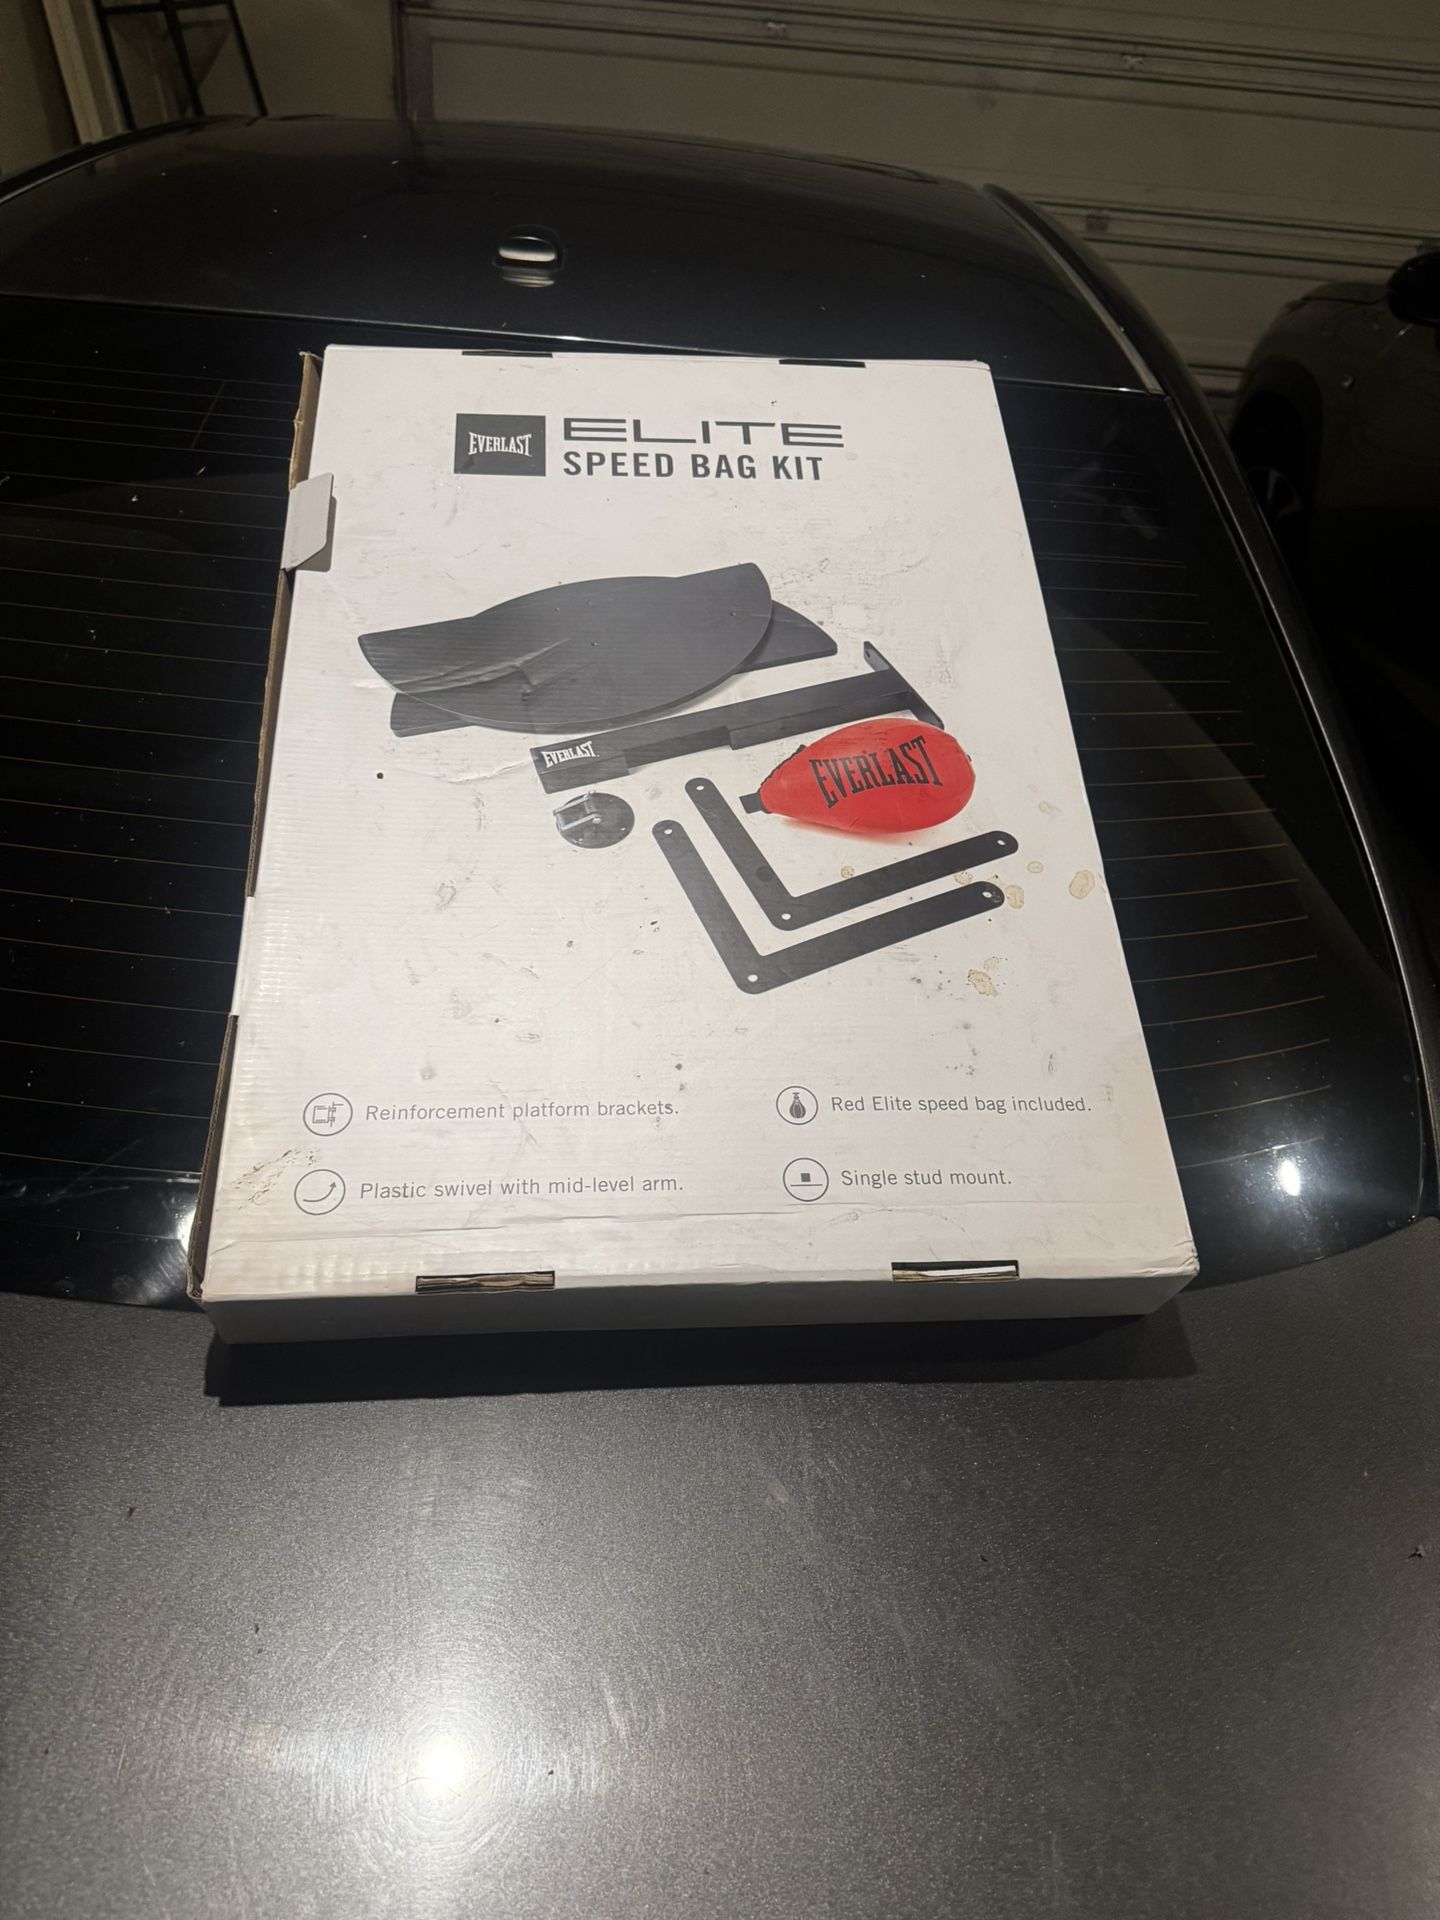 EVERLAST
ELITE
SPEED BAG KIT
EVERLAST
EVERLAST
Reinforcement platform brackets.
Red Elite speed bag included.
Plastic swivel with mid-level arm.
Single stud mount.